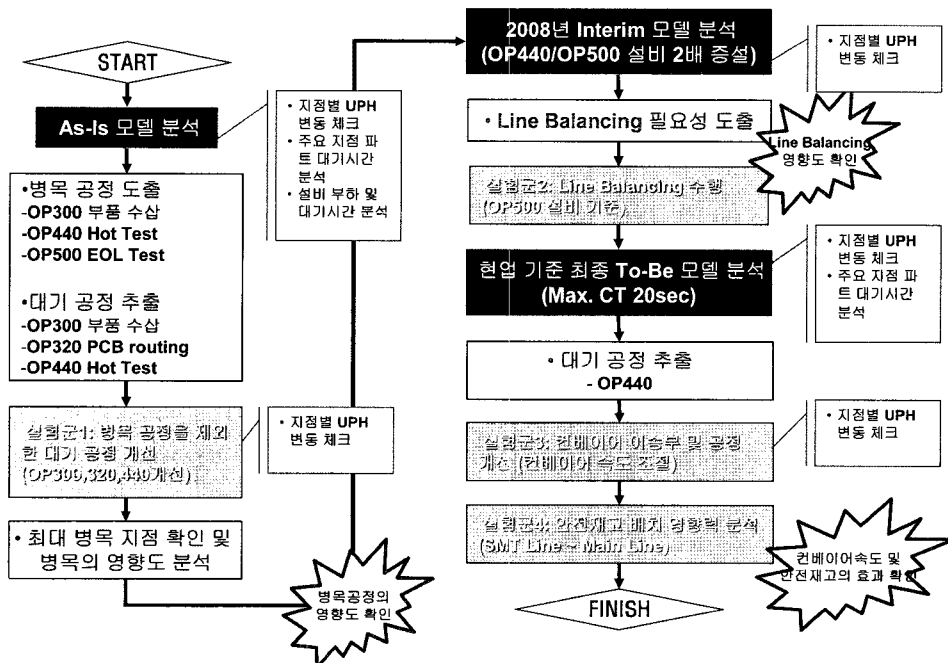 START
As-Is 모델 분석
• 지점별 UPH
변동 체크
• 주요 지점 파
트 대기시간
분석
• 설비 부하 및
대기시간 분석
•병목 공정 도출
-OP300 부품 수삽
-OP440 Hot Test
-OP500 EOL Test
•대기 공정 추출
-OP300 부품 수삽
-OP320 PCB routing
-OP440 Hot Test
실험군1: 병목 공정을 제외
한 대기 공정 개선
(OP300,320,440개선)
• 지점별 UPH
변동 체크
• 최대 병목 지점 확인 및
병목의 영향도 분석
병목공정의
영향도 확인
2008년 Interim 모델 분석
(OP440/OP500 설비 2배 증설)
• 지점별 UPH
변동 체크
• Line Balancing 필요성 도출
Line Balancing
영향도 확인
실험군2: Line Balancing 수행
(OP500 설비 기준)
현업 기준 최종 To-Be 모델 분석
(Max. CT 20sec)
• 지점별 UPH
변동 체크
• 주요 지점 파
트 대기시간
분석
• 대기 공정 추출
- OP440
실험군3: 컨베이어 이송부 및 공정
개선 (컨베이어 속도 조절)
• 지점별 UPH
변동 체크
실험군4: 안전재고 배치 영향력 분석
(SMT Line ~ Main Line)
컨베이어속도 및
안전재고의 효과 확인
FINISH